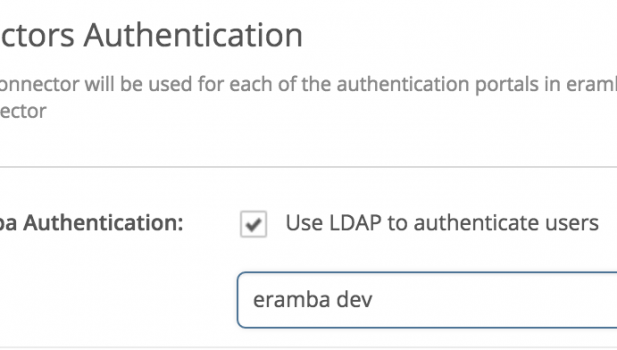 ctors Authentication
onnector will be used for each of the authentication portals in eram
ector
ba Authentication:
Use LDAP to authenticate users
eramba dev